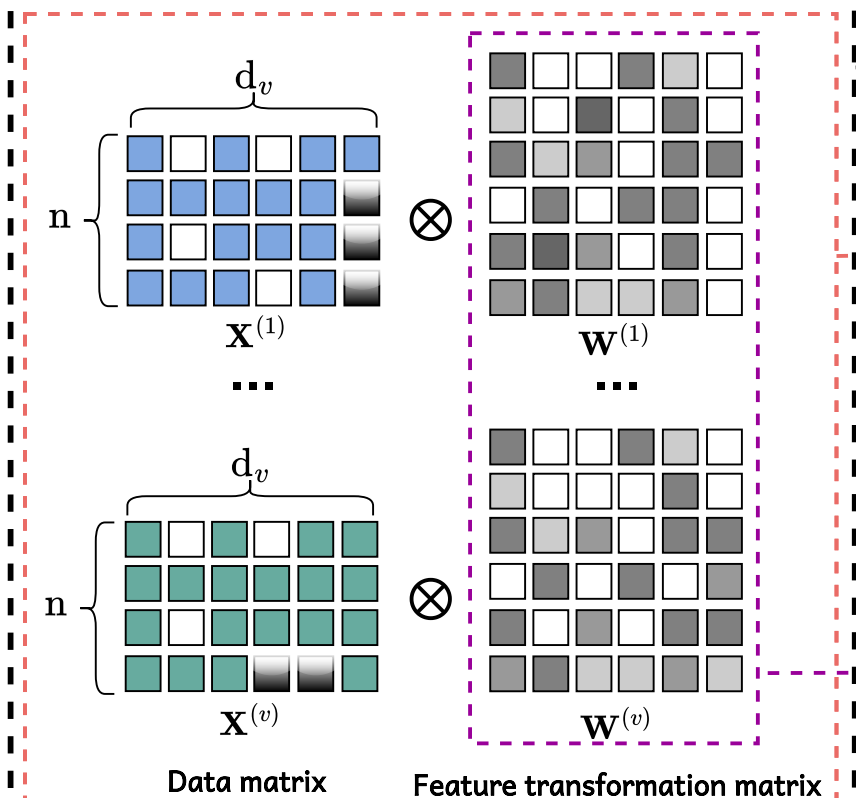 d_v
n
⊗
X^(1)
W^(1)
...
...
d_v
n
⊗
X^(v)
W^(v)
Data matrix
Feature transformation matrix